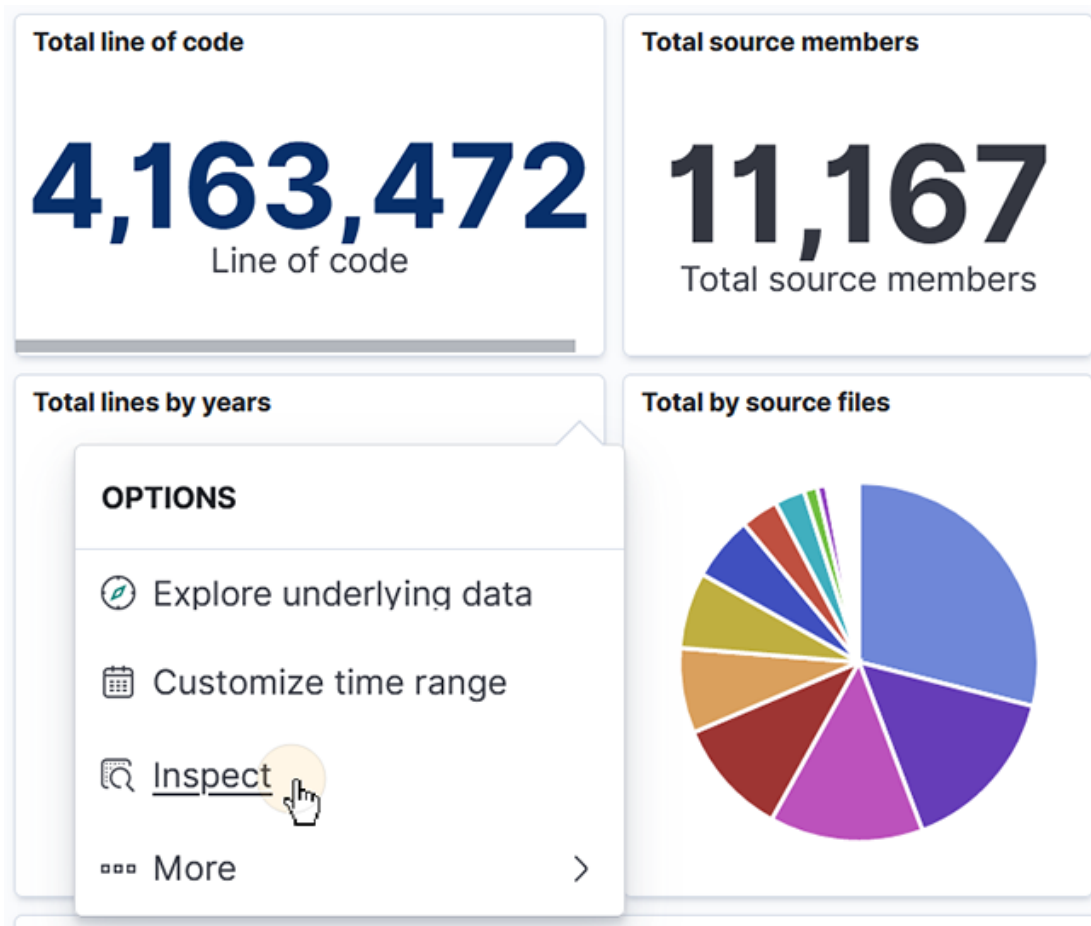 Total line of code
4,163,472
Line of code
Total source members
11,167
Total source members
Total lines by years
OPTIONS
Explore underlying data
Customize time range
Inspect
More
Total by source files